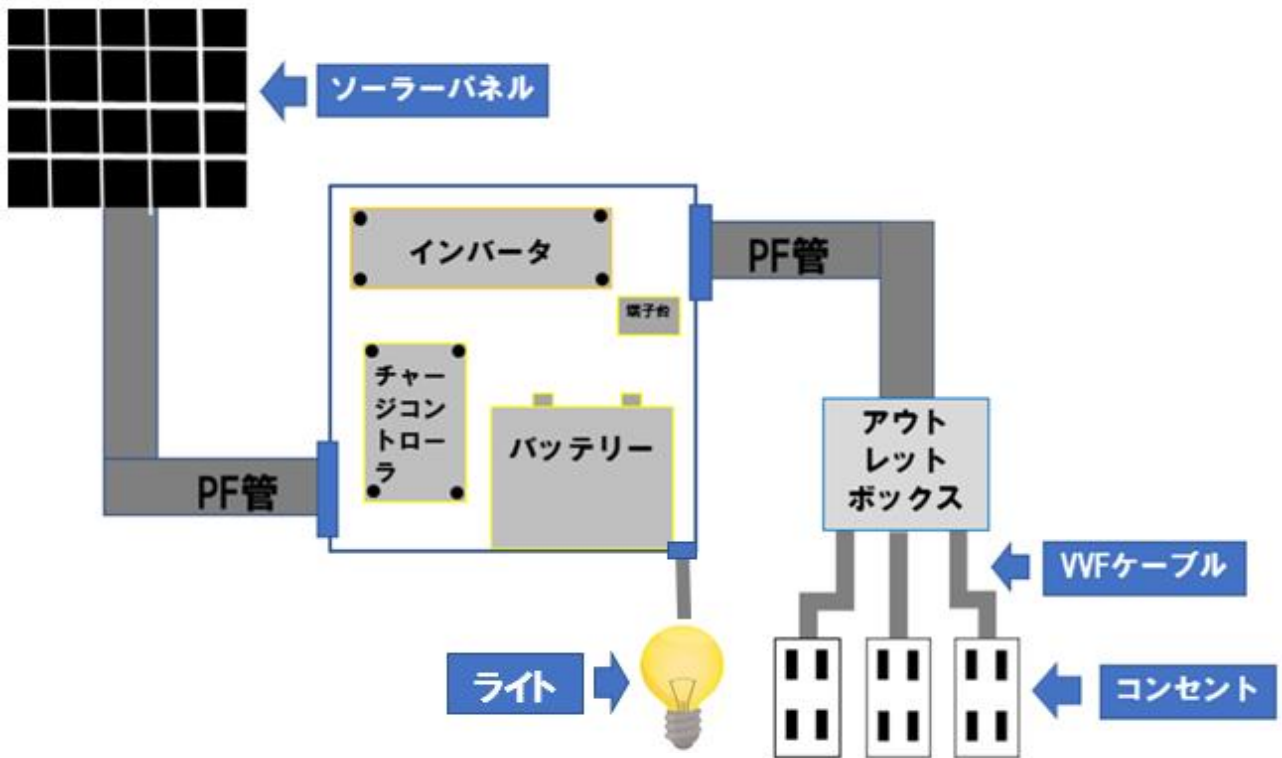 ソーラーパネル
インバータ
PF管
端子台
チャー
ジコン
トロー
ラ
バッテリー
PF管
アウト
レット
ボックス
VVFケーブル
ライト
コンセント